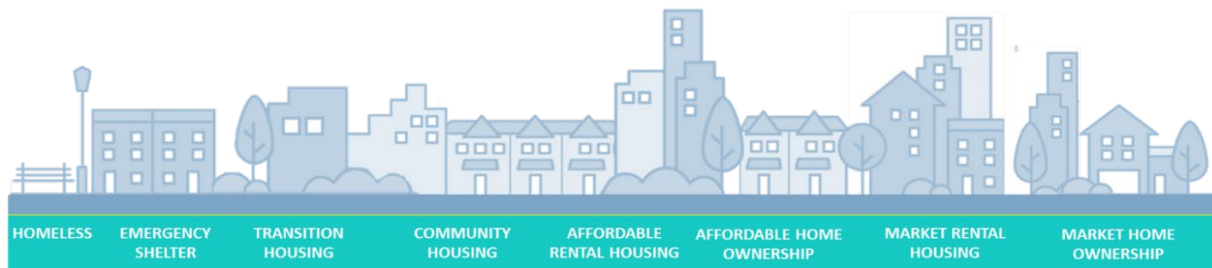 HOMELESS
EMERGENCY
SHELTER
TRANSITION
HOUSING
COMMUNITY
HOUSING
AFFORDABLE
RENTAL HOUSING
AFFORDABLE HOME
OWNERSHIP
MARKET RENTAL
HOUSING
MARKET HOME
OWNERSHIP